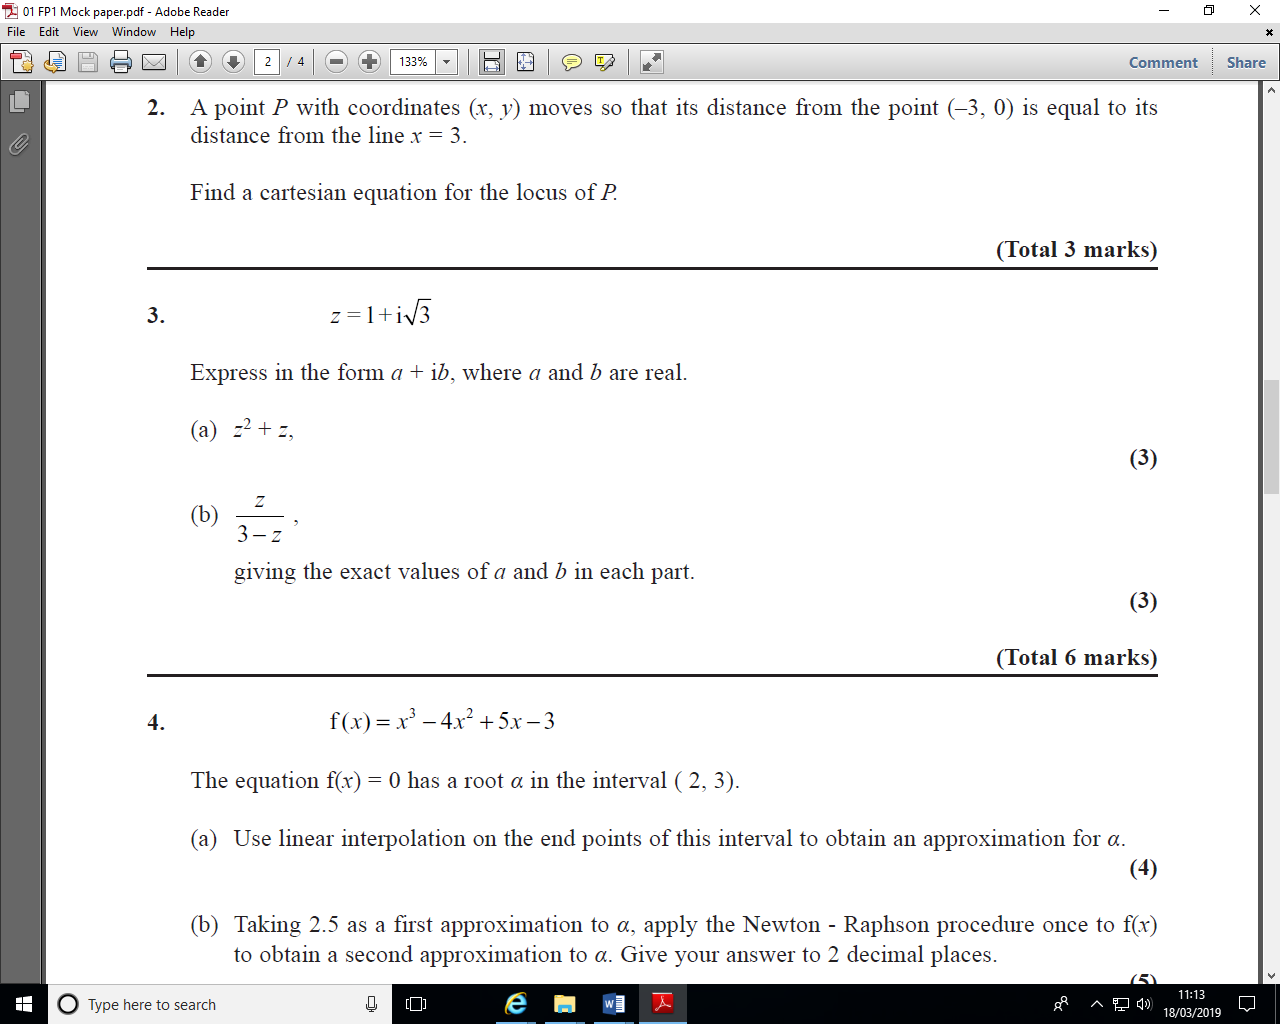 01 FP1 Mock paper.pdf - Adobe Reader
File Edit View Window Help
2 / 4 133% Comment Share
2. A point P with coordinates (x, y) moves so that its distance from the point (–3, 0) is equal to its
distance from the line x = 3.
Find a cartesian equation for the locus of P.
(Total 3 marks)
3. z = 1 + i√3
Express in the form a + ib, where a and b are real.
(a) z² + z,
(3)
(b) z / (3 – z) ,
giving the exact values of a and b in each part.
(3)
(Total 6 marks)
4. f(x) = x³ – 4x² + 5x – 3
The equation f(x) = 0 has a root α in the interval ( 2, 3).
(a) Use linear interpolation on the end points of this interval to obtain an approximation for α.
(4)
(b) Taking 2.5 as a first approximation to α, apply the Newton - Raphson procedure once to f(x)
to obtain a second approximation to α. Give your answer to 2 decimal places.
(5)
Type here to search
11:13
18/03/2019